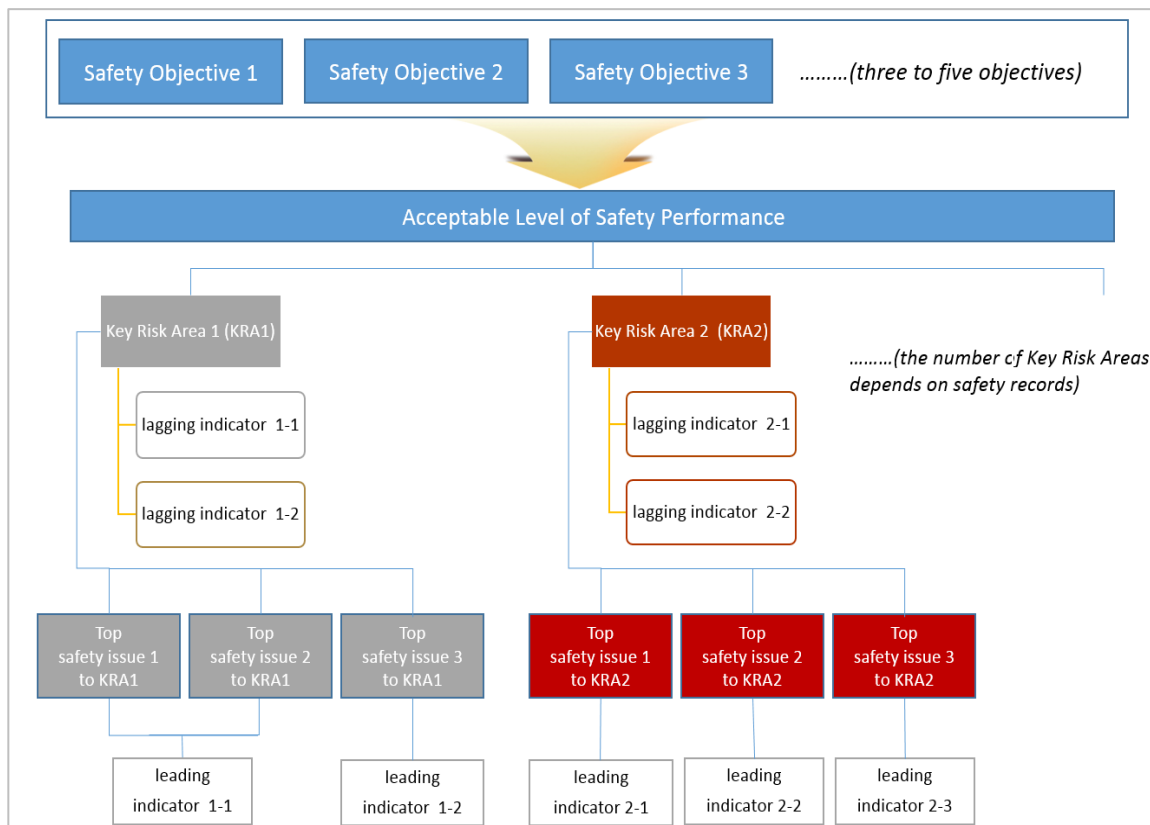 Safety Objective 1
Safety Objective 2
Safety Objective 3
.........(three to five objectives)
Acceptable Level of Safety Performance
Key Risk Area 1 (KRA1)
Key Risk Area 2 (KRA2)
.........(the number of Key Risk Areas
depends on safety records)
lagging indicator 1-1
lagging indicator 2-1
lagging indicator 1-2
lagging indicator 2-2
Top
safety issue 1
to KRA1
Top
safety issue 2
to KRA1
Top
safety issue 3
to KRA1
Top
safety issue 1
to KRA2
Top
safety issue 2
to KRA2
Top
safety issue 3
to KRA2
leading
indicator 1-1
leading
indicator 1-2
leading
indicator 2-1
leading
indicator 2-2
leading
indicator 2-3